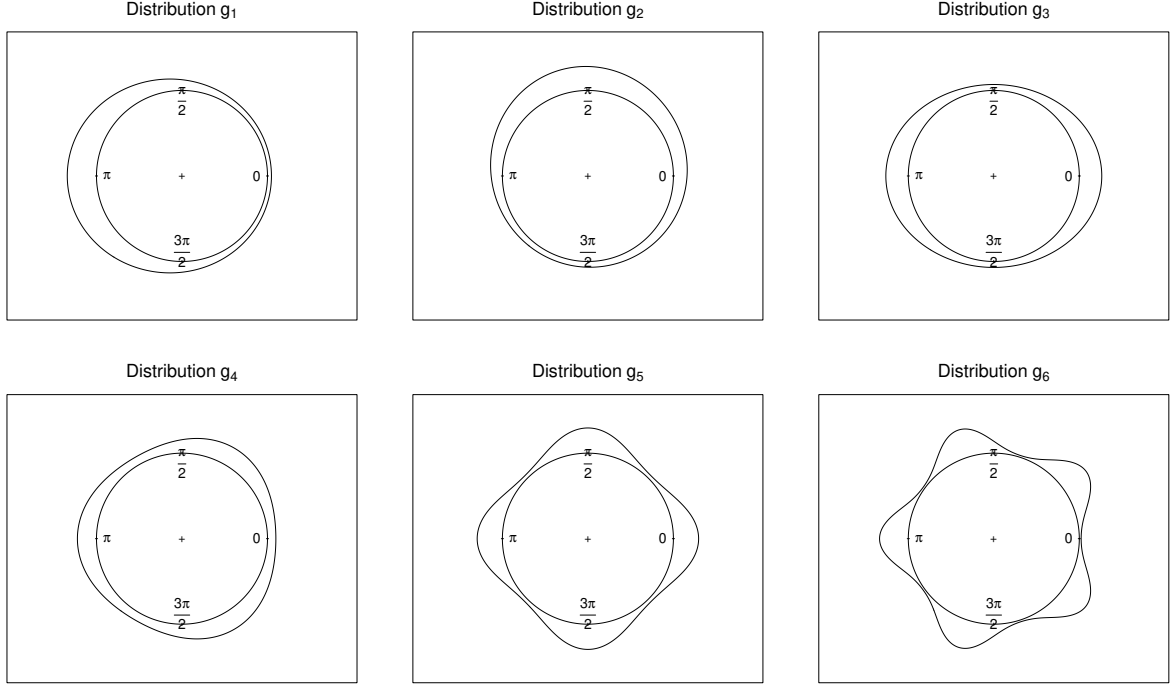 Distribution g₁
Distribution g₂
Distribution g₃
π/2
π
0
3π/2
π/2
π
0
3π/2
π/2
π
0
3π/2
Distribution g₄
Distribution g₅
Distribution g₆
π/2
π
0
3π/2
π/2
π
0
3π/2
π/2
π
0
3π/2